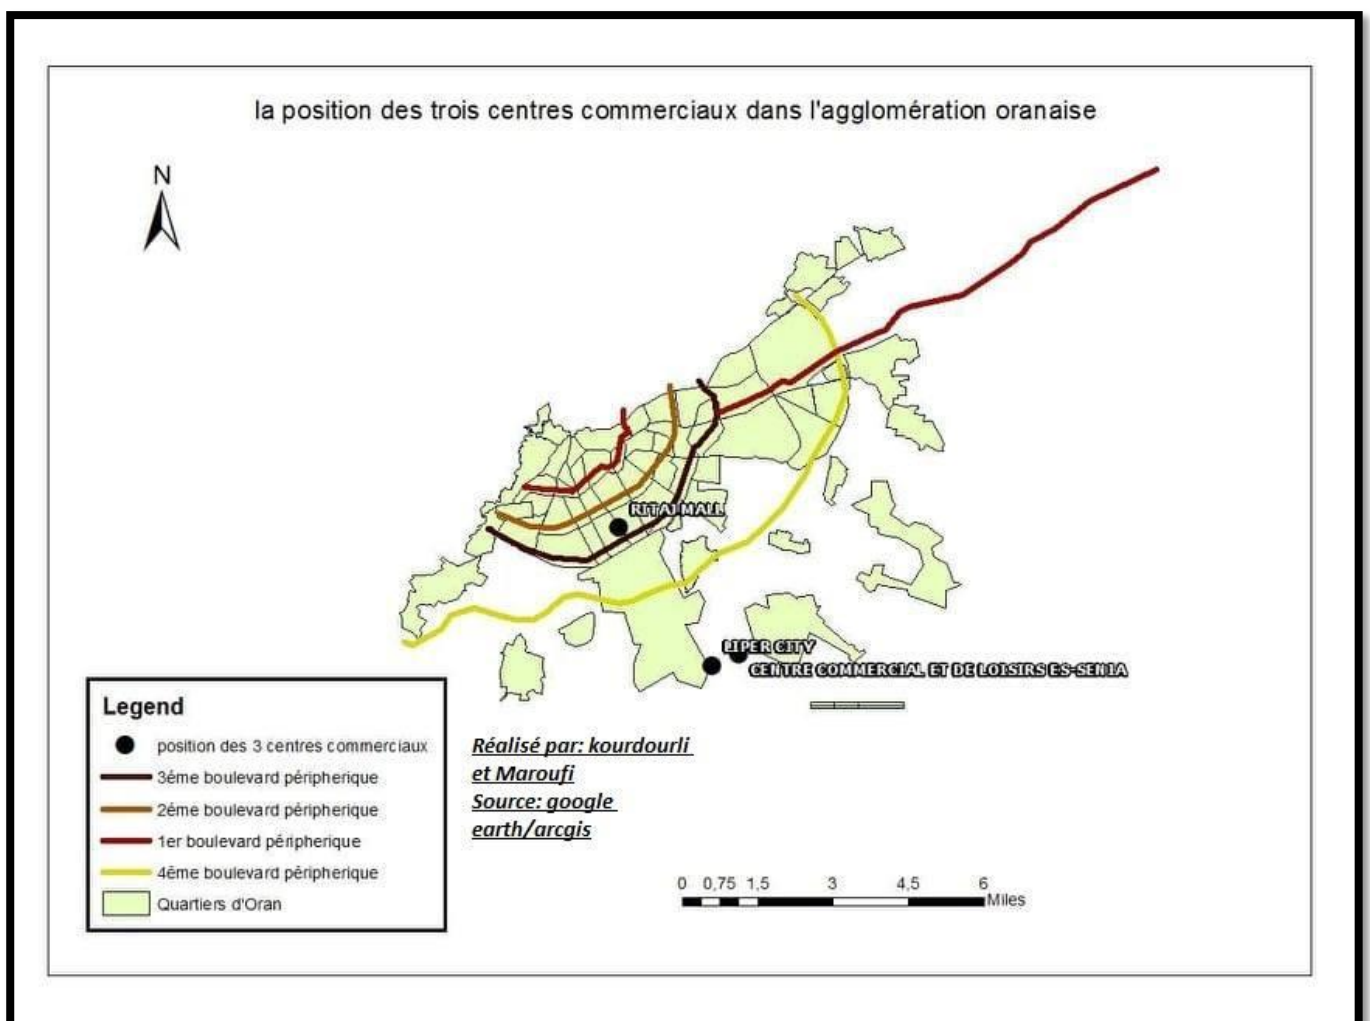 la position des trois centres commerciaux dans l'agglomération oranaise
N
RITAJ MALL
LIPER CITY
CENTRE COMMERCIAL ET DE LOISIRS ES-SENIA
Legend
position des 3 centres commerciaux
3éme boulevard péripherique
2éme boulevard péripherique
1er boulevard péripherique
4ême boulevard péripherique
Quartiers d'Oran
Réalisé par: kourdourli
et Maroufi
Source: google
earth/arcgis
0 0,75 1,5 3 4,5 6
Miles